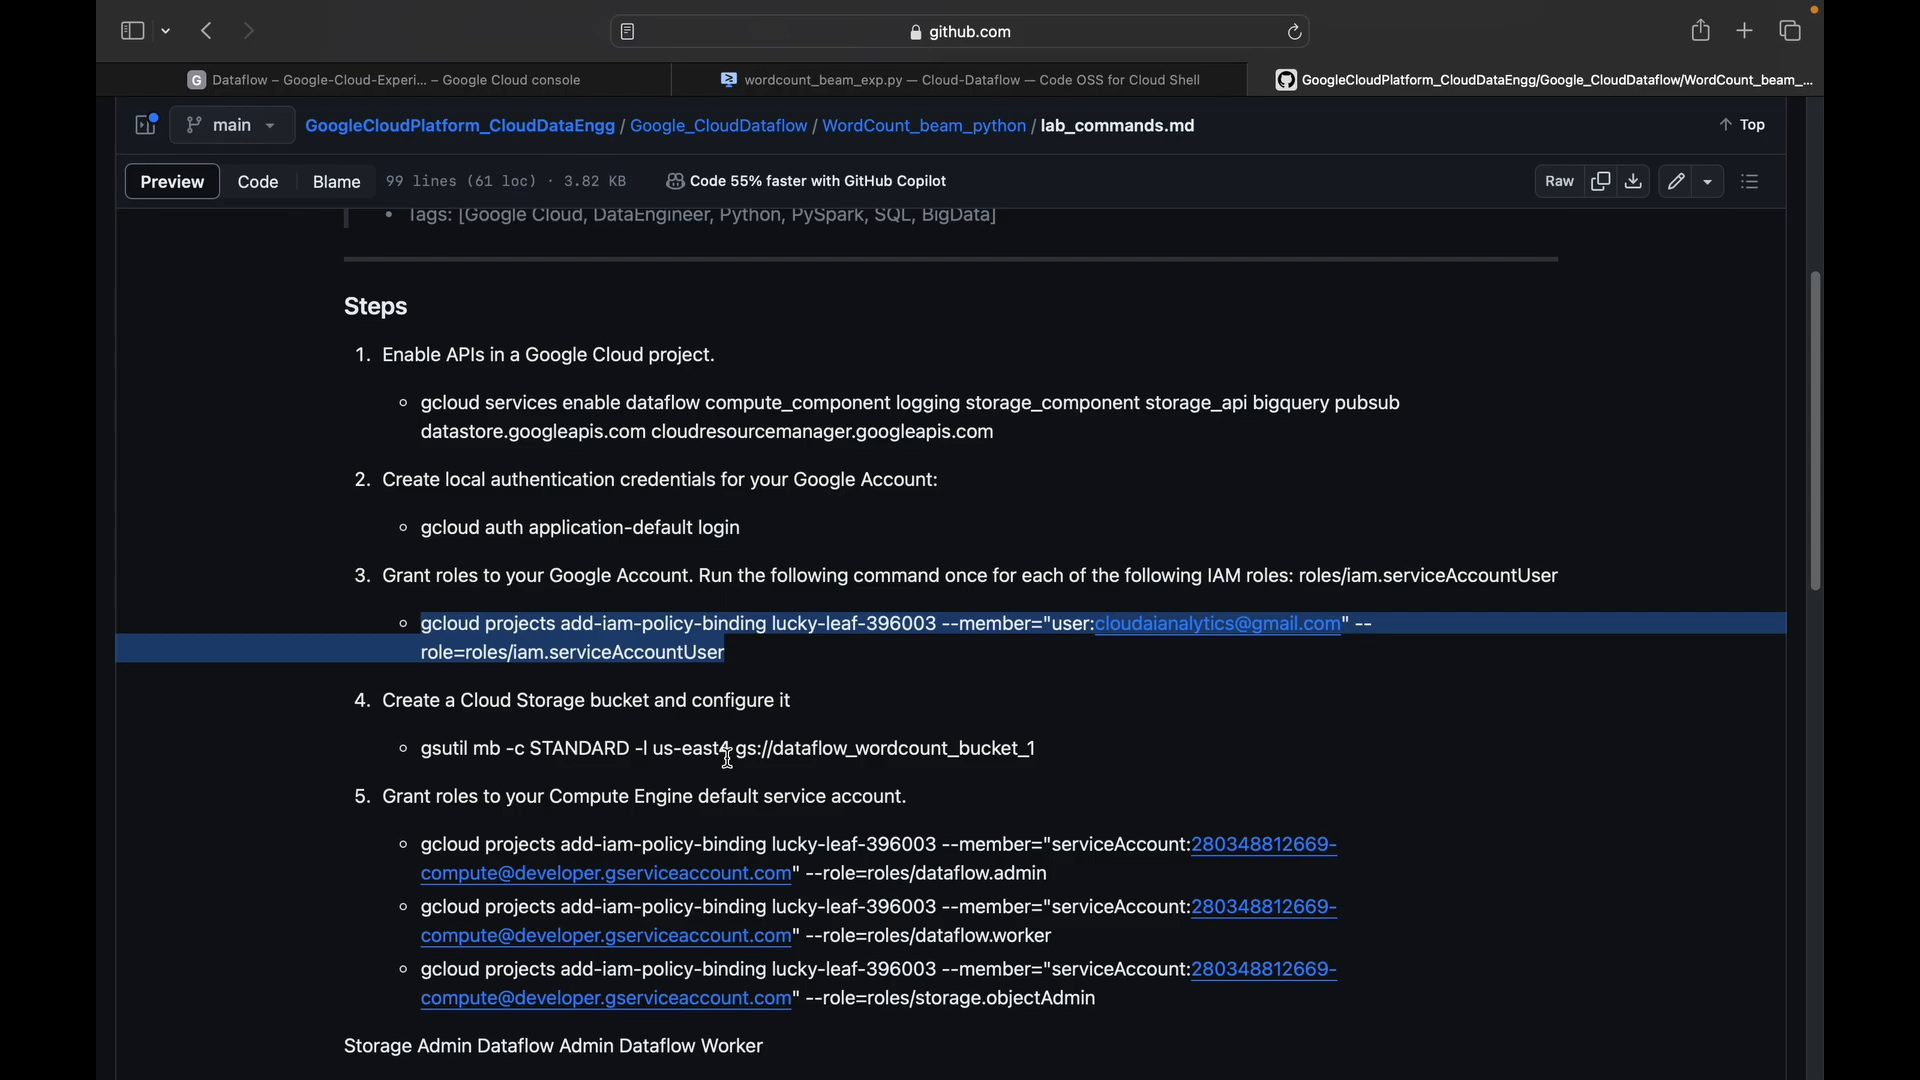 github.com
Dataflow – Google-Cloud-Experi... – Google Cloud console
wordcount_beam_exp.py — Cloud-Dataflow — Code OSS for Cloud Shell
GoogleCloudPlatform_CloudDataEngg/Google_CloudDataflow/WordCount_beam_...
main
GoogleCloudPlatform_CloudDataEngg / Google_CloudDataflow / WordCount_beam_python / lab_commands.md
Top
Preview
Code
Blame
99 lines (61 loc) · 3.82 KB
Code 55% faster with GitHub Copilot
Raw
Tags: [Google Cloud, DataEngineer, Python, PySpark, SQL, BigData]
Steps
1. Enable APIs in a Google Cloud project.
gcloud services enable dataflow compute_component logging storage_component storage_api bigquery pubsub
datastore.googleapis.com cloudresourcemanager.googleapis.com
2. Create local authentication credentials for your Google Account:
gcloud auth application-default login
3. Grant roles to your Google Account. Run the following command once for each of the following IAM roles: roles/iam.serviceAccountUser
gcloud projects add-iam-policy-binding lucky-leaf-396003 --member="user:cloudaianalytics@gmail.com" --
role=roles/iam.serviceAccountUser
4. Create a Cloud Storage bucket and configure it
gsutil mb -c STANDARD -l us-east4 gs://dataflow_wordcount_bucket_1
5. Grant roles to your Compute Engine default service account.
gcloud projects add-iam-policy-binding lucky-leaf-396003 --member="serviceAccount:280348812669-
compute@developer.gserviceaccount.com" --role=roles/dataflow.admin
gcloud projects add-iam-policy-binding lucky-leaf-396003 --member="serviceAccount:280348812669-
compute@developer.gserviceaccount.com" --role=roles/dataflow.worker
gcloud projects add-iam-policy-binding lucky-leaf-396003 --member="serviceAccount:280348812669-
compute@developer.gserviceaccount.com" --role=roles/storage.objectAdmin
Storage Admin Dataflow Admin Dataflow Worker